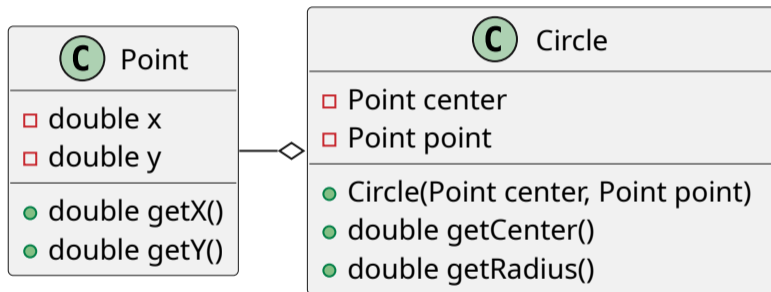 C Point
double x
double y
double getX()
double getY()
C Circle
Point center
Point point
Circle(Point center, Point point)
double getCenter()
double getRadius()